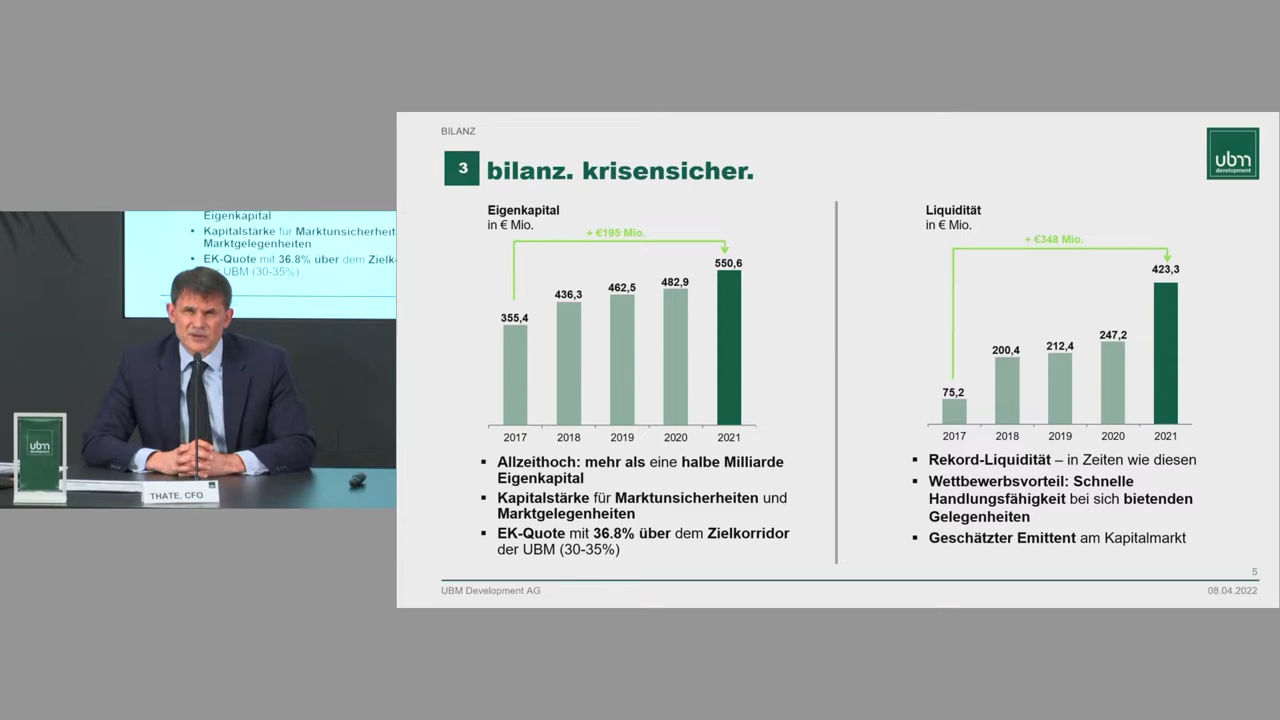 BILANZ
3 bilanz. krisensicher.
ubm
development
Eigenkapital
in € Mio.
+ €195 Mio.
355,4
436,3
462,5
482,9
550,6
2017
2018
2019
2020
2021
▪ Allzeithoch: mehr als eine halbe Milliarde
Eigenkapital
▪ Kapitalstärke für Marktunsicherheiten und
Marktgelegenheiten
▪ EK-Quote mit 36.8% über dem Zielkorridor
der UBM (30-35%)
Liquidität
in € Mio.
+ €348 Mio.
75,2
200,4
212,4
247,2
423,3
2017
2018
2019
2020
2021
▪ Rekord-Liquidität – in Zeiten wie diesen
▪ Wettbewerbsvorteil: Schnelle
Handlungsfähigkeit bei sich bietenden
Gelegenheiten
▪ Geschätzter Emittent am Kapitalmarkt
5
UBM Development AG
08.04.2022
Eigenkapital
▪ Kapitalstärke für Marktunsicherheit
Marktgelegenheiten
▪ EK-Quote mit 36.8% über dem Zielk
der UBM (30-35%)
ubm
THATE, CFO